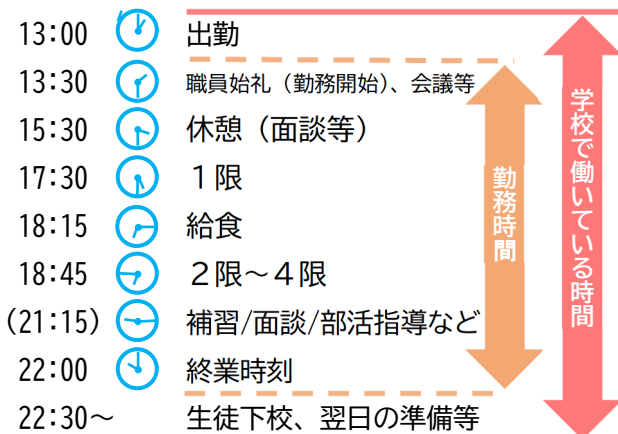 13:00 出勤
13:30 職員始礼（勤務開始）、会議等
15:30 休憩（面談等）
17:30 １限
18:15 給食
18:45 ２限～４限
(21:15) 補習/面談/部活指導など
22:00 終業時刻
22:30～ 生徒下校、翌日の準備等
勤務時間
学校で働いている時間